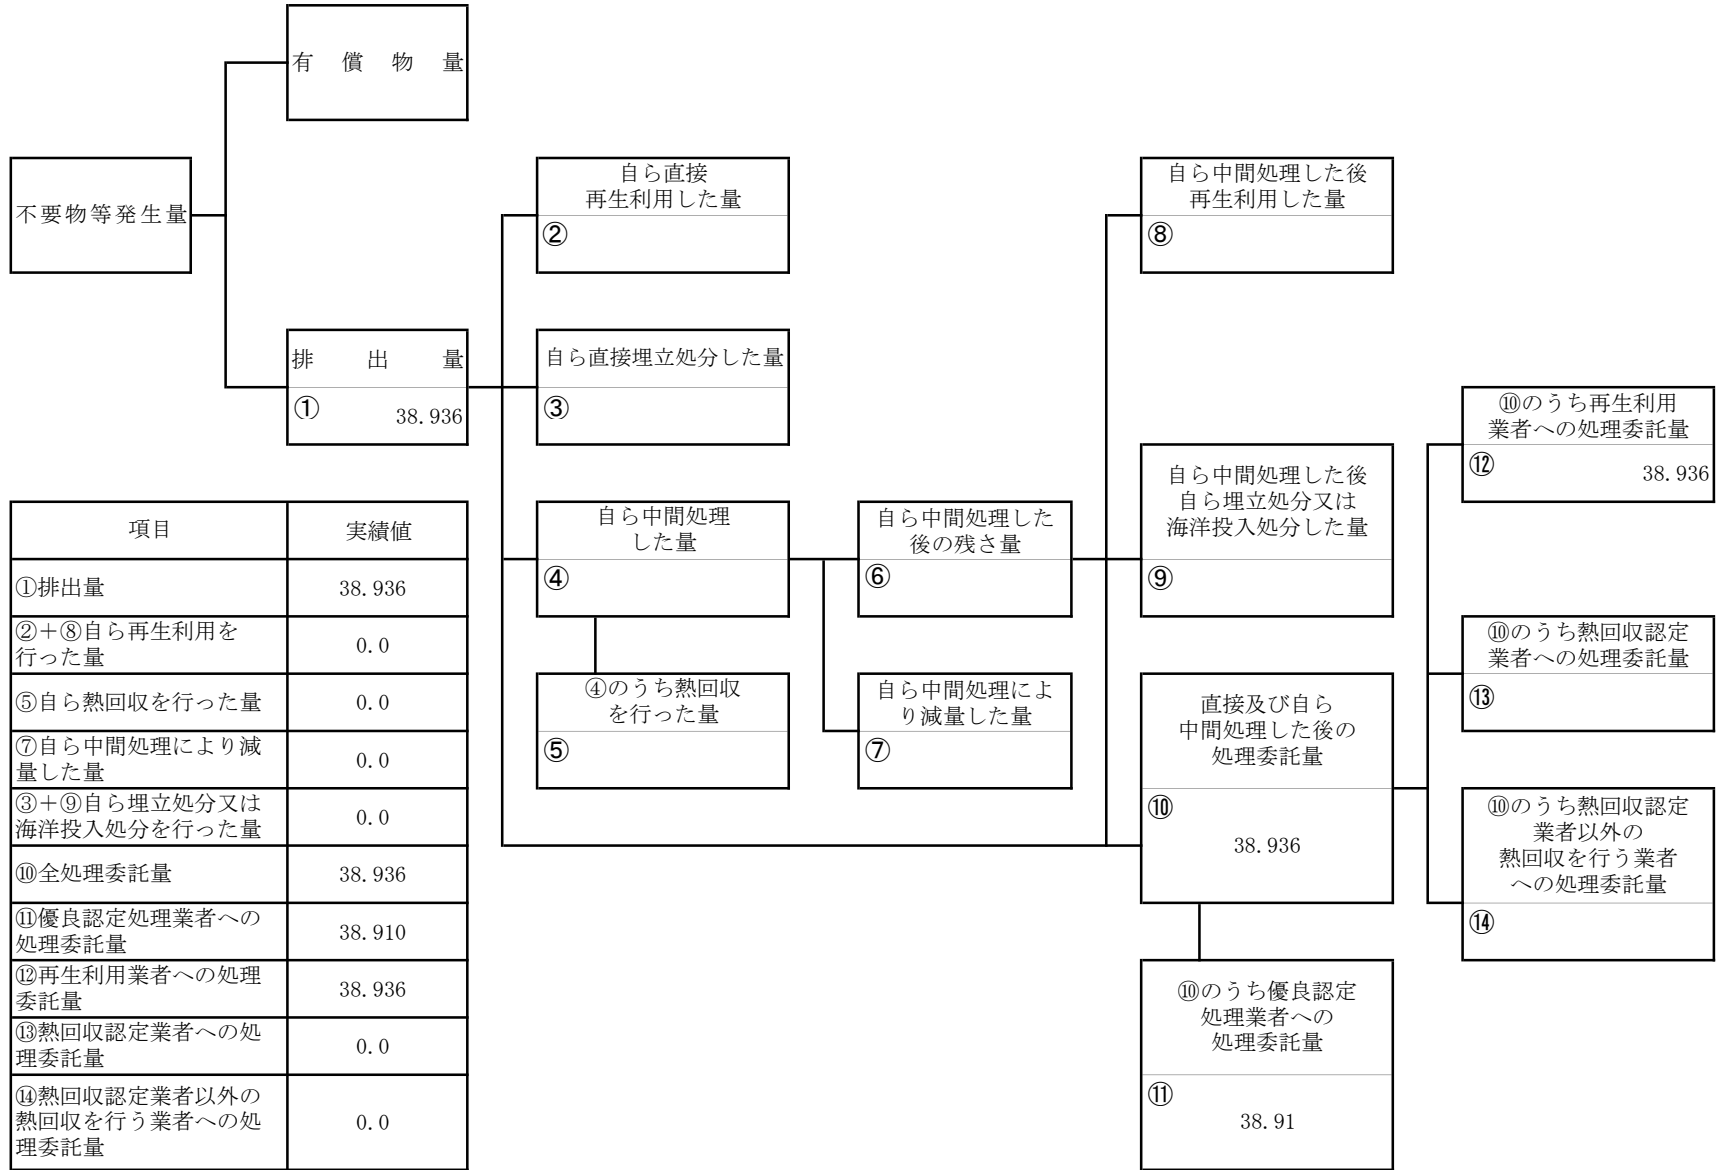 有償物量
不要物等発生量
排出量
① 38.936
自ら直接
再生利用した量
②
自ら直接埋立処分した量
③
自ら中間処理
した量
④
④のうち熱回収
を行った量
⑤
自ら中間処理した
後の残さ量
⑥
自ら中間処理によ
り減量した量
⑦
自ら中間処理した後
再生利用した量
⑧
自ら中間処理した後
自ら埋立処分又は
海洋投入処分した量
⑨
直接及び自ら
中間処理した後の
処理委託量
⑩
38.936
⑩のうち優良認定
処理業者への
処理委託量
⑪
38.91
⑩のうち再生利用
業者への処理委託量
⑫ 38.936
⑩のうち熱回収認定
業者への処理委託量
⑬
⑩のうち熱回収認定
業者以外の
熱回収を行う業者
への処理委託量
⑭
項目 実績値
①排出量 38.936
②＋⑧自ら再生利用を
行った量 0.0
⑤自ら熱回収を行った量 0.0
⑦自ら中間処理により減
量した量 0.0
③＋⑨自ら埋立処分又は
海洋投入処分を行った量 0.0
⑩全処理委託量 38.936
⑪優良認定処理業者への
処理委託量 38.910
⑫再生利用業者への処理
委託量 38.936
⑬熱回収認定業者への処
理委託量 0.0
⑭熱回収認定業者以外の
熱回収を行う業者への処
理委託量 0.0